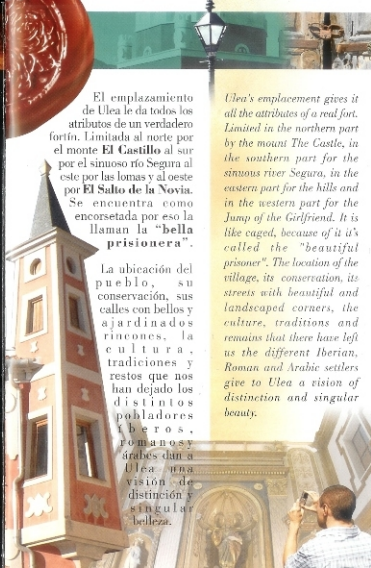 El emplazamiento
de Ulea le da todos los
atributos de un verdadero
fortín. Limitada al norte por
el monte El Castillo al sur
por el sinuoso río Segura al
este por las lomas y al oeste
por El Salto de la Novia.
Se encuentra como
encorsetada por eso la
llaman la "bella
prisionera".
La ubicación del
pueblo, su
conservación, sus
calles con bellos y
ajardinados
rincones, la
cultura,
tradiciones y
restos que nos
han dejado los
distintos
pobladores
íberos,
romanos y
árabes dan a
Ulea una
visión de
distinción y
singular
belleza.
Ulea's emplacement gives it
all the attributes of a real fort.
Limited in the northern part
by the mount The Castle, in
the southern part for the
sinuous river Segura, in the
eastern part for the hills and
in the western part for the
Jump of the Girlfriend. It is
like caged, because of it it's
called the "beautiful
prisoner". The location of the
village, its conservation, its
streets with beautiful and
landscaped corners, the
culture, traditions and
remains that there have left
us the different Iberian,
Roman and Arabic settlers
give to Ulea a vision of
distinction and singular
beauty.